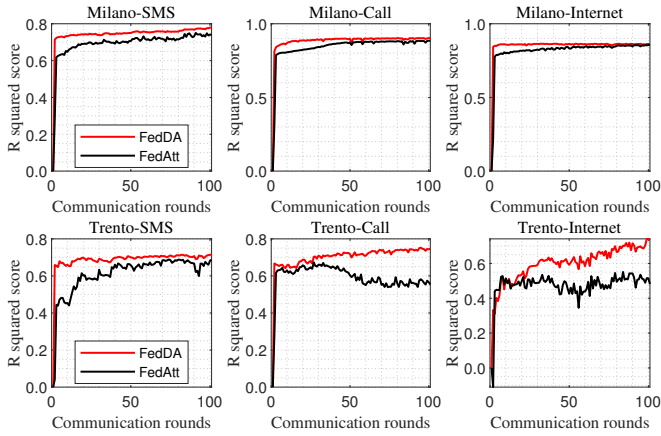 Milano-SMS
R squared score
0.8
0.6
0.4
0.2
0.0
FedDA
FedAtt
0 50 100
Communication rounds
Milano-Call
R squared score
1.0
0.5
0.0
0 50 100
Communication rounds
Milano-Internet
R squared score
1.0
0.5
0.0
0 50 100
Communication rounds
Trento-SMS
R squared score
0.8
0.6
0.4
0.2
0.0
FedDA
FedAtt
0 50 100
Communication rounds
Trento-Call
R squared score
0.8
0.6
0.4
0.2
0.0
0 50 100
Communication rounds
Trento-Internet
R squared score
0.6
0.4
0.2
0.0
0 50 100
Communication rounds